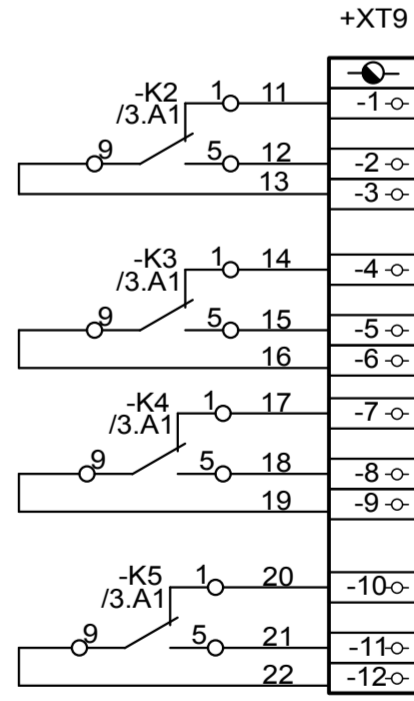 +XT9
-K2 1 11 -1
/3.A1
9 5 12 -2
13 -3
-K3 1 14 -4
/3.A1
9 5 15 -5
16 -6
-K4 1 17 -7
/3.A1
9 5 18 -8
19 -9
-K5 1 20 -10
/3.A1
9 5 21 -11
22 -12